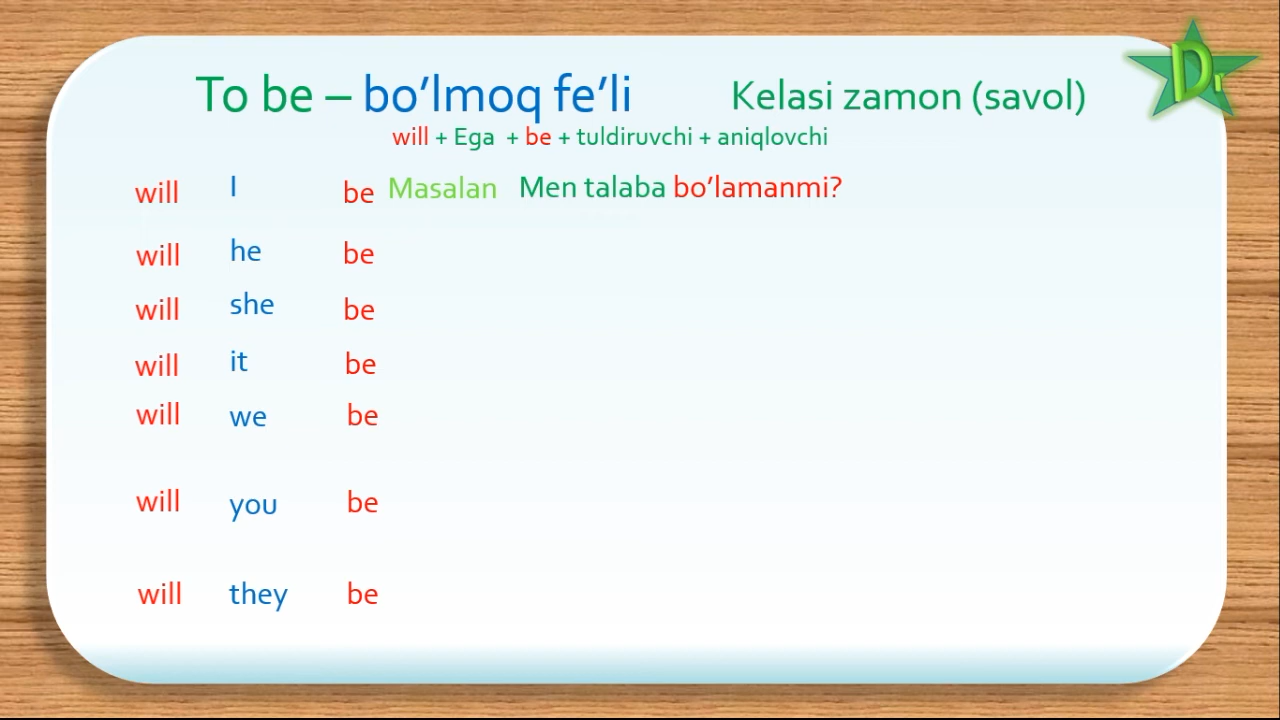 To be – bo’lmoq fe’li Kelasi zamon (savol)
will + Ega + be + tuldiruvchi + aniqlovchi
will I be Masalan Men talaba bo’lamanmi?
will he be
will she be
will it be
will we be
will you be
will they be
Dr